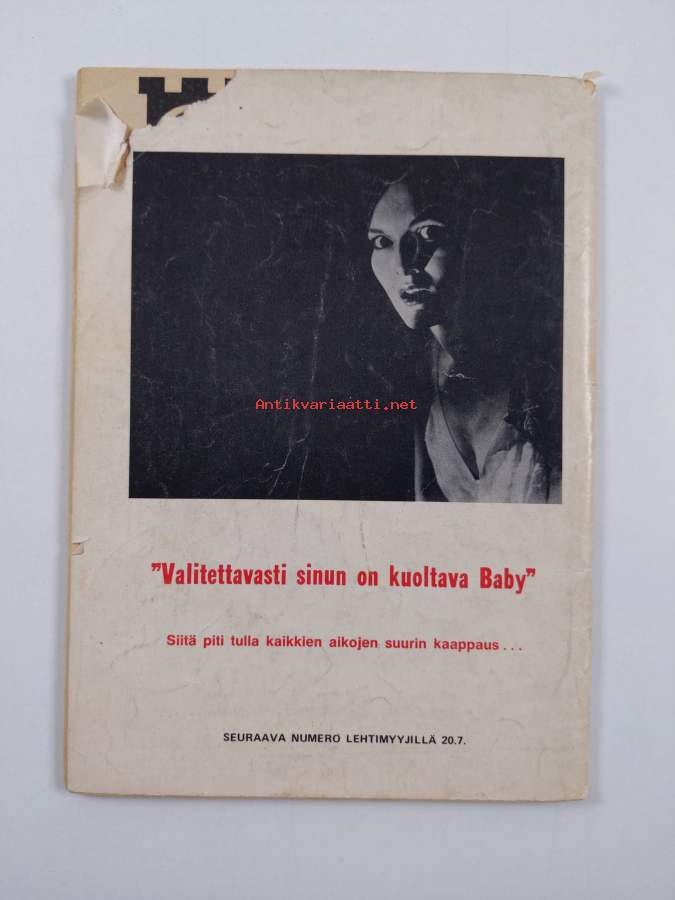 Antikvariaatti.net
"Valitettavasti sinun on kuoltava Baby"
Siitä piti tulla kaikkien aikojen suurin kaappaus...
SEURAAVA NUMERO LEHTIMYYJILLÄ 20.7.